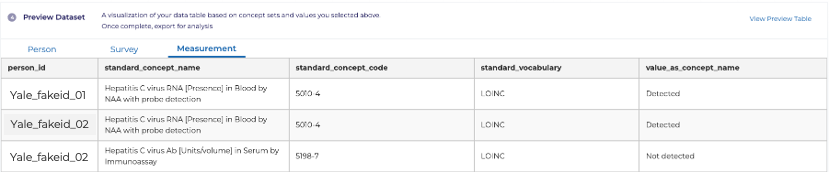 4 Preview Dataset
A visualization of your data table based on concept sets and values you selected above.
Once complete, export for analysis
View Preview Table
Person Survey Measurement
person_id standard_concept_name standard_concept_code standard_vocabulary value_as_concept_name
Yale_fakeid_01 Hepatitis C virus RNA [Presence] in Blood by 5010-4 LOINC Detected
NAA with probe detection
Yale_fakeid_02 Hepatitis C virus RNA [Presence] in Blood by 5010-4 LOINC Detected
NAA with probe detection
Yale_fakeid_02 Hepatitis C virus Ab [Units/volume] in Serum by 5198-7 LOINC Not detected
Immunoassay